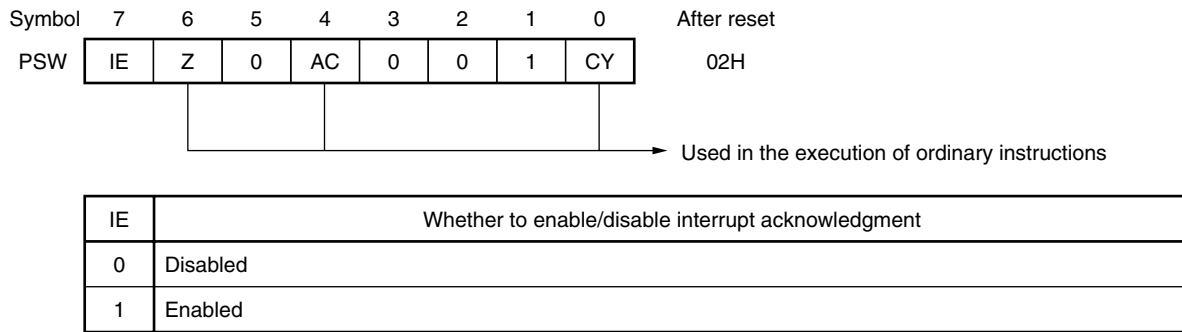 Symbol 7 6 5 4 3 2 1 0 After reset
PSW IE Z 0 AC 0 0 1 CY 02H
Used in the execution of ordinary instructions
IE Whether to enable/disable interrupt acknowledgment
0 Disabled
1 Enabled